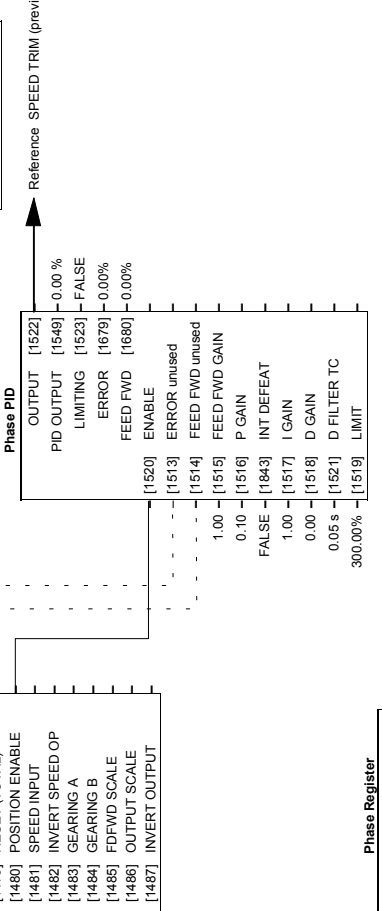 Reference SPEED TRIM (previ
Phase PID
OUTPUT [1522]
PID OUTPUT [1549] 0.00 %
LIMITING [1523] FALSE
ERROR [1679] 0.00%
FEED FWD [1680] 0.00%
[1520] ENABLE
[1513] ERROR unused
[1514] FEED FWD unused
1.00 [1515] FEED FWD GAIN
0.10 [1516] P GAIN
FALSE [1843] INT DEFEAT
1.00 [1517] I GAIN
0.00 [1518] D GAIN
0.05 s [1521] D FILTER TC
300.00% [1519] LIMIT
[1480] POSITION ENABLE
[1481] SPEED INPUT
[1482] INVERT SPEED OP
[1483] GEARING A
[1484] GEARING B
[1485] FDFWD SCALE
[1486] OUTPUT SCALE
[1487] INVERT OUTPUT
Phase Register